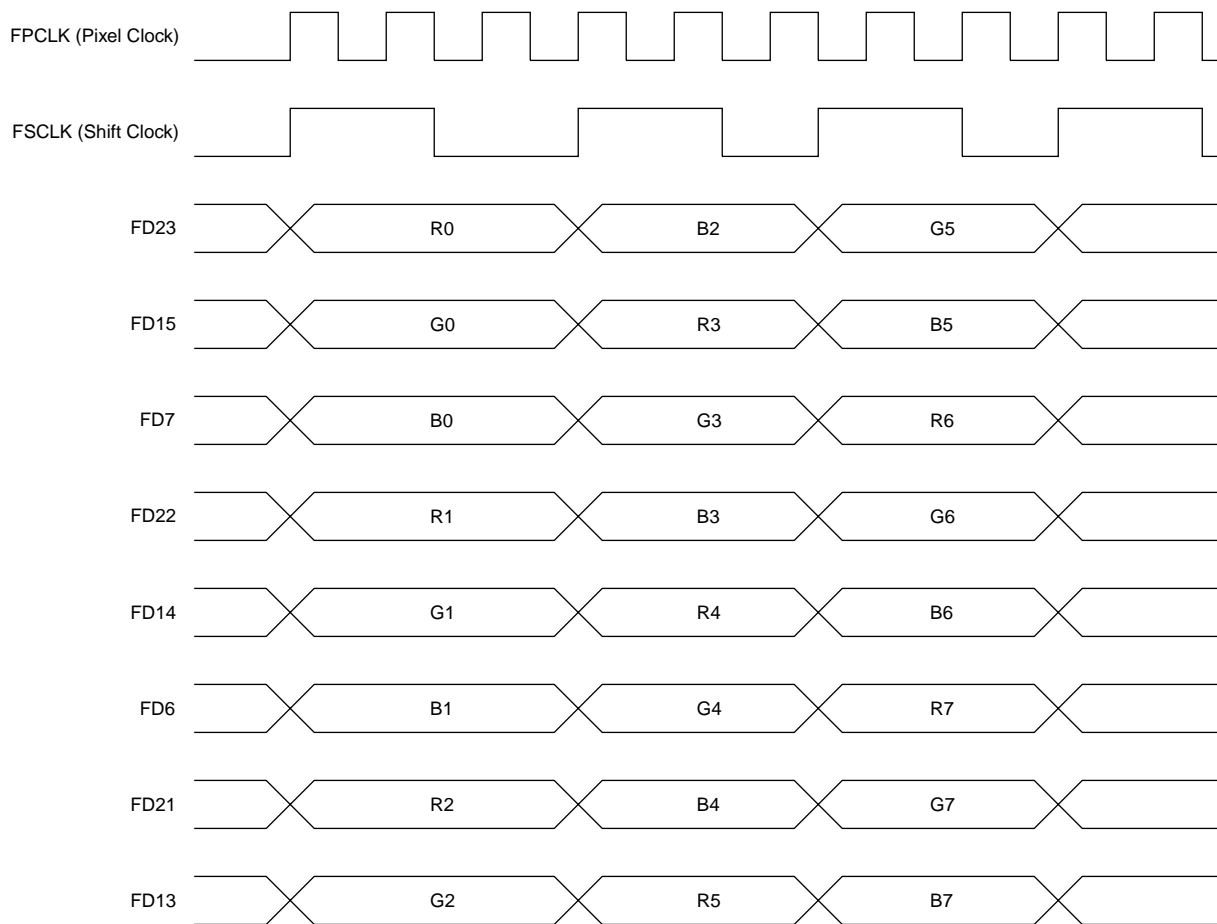 FPCLK (Pixel Clock)
FSCLK (Shift Clock)
FD23 R0 B2 G5
FD15 G0 R3 B5
FD7 B0 G3 R6
FD22 R1 B3 G6
FD14 G1 R4 B6
FD6 B1 G4 R7
FD21 R2 B4 G7
FD13 G2 R5 B7